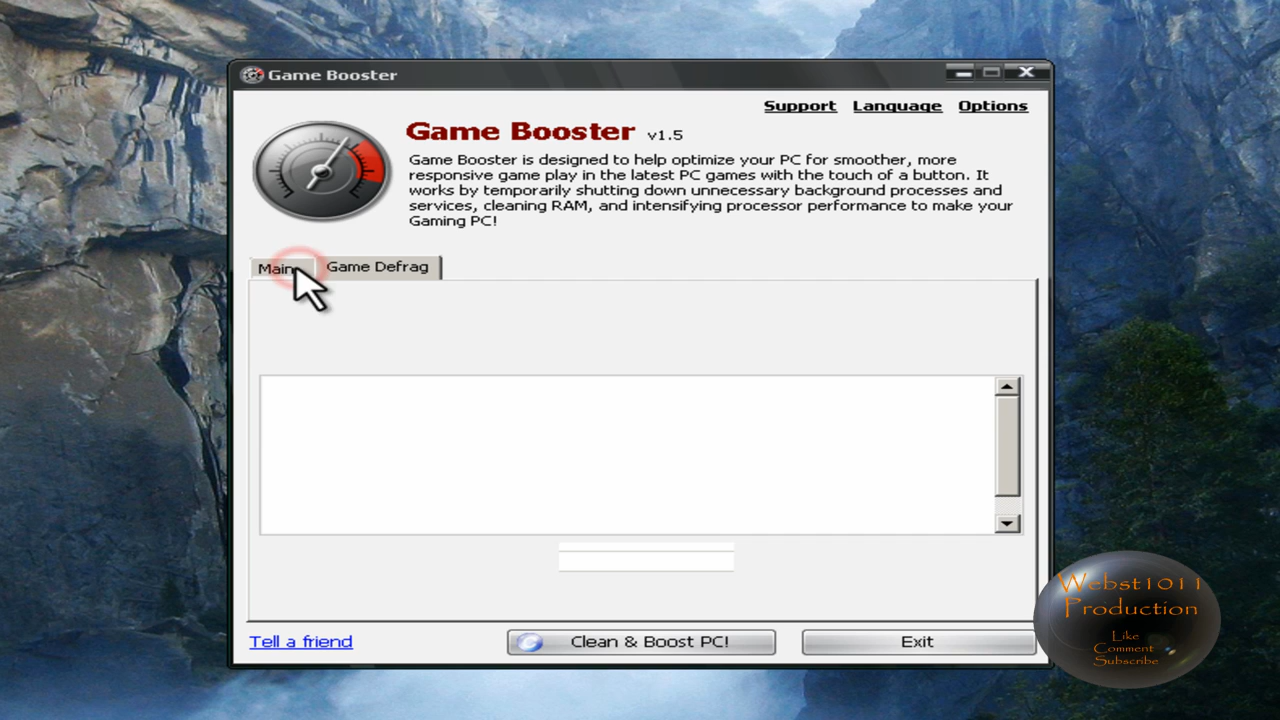 Game Booster
Support Language Options
Game Booster v1.5
Game Booster is designed to help optimize your PC for smoother, more
responsive game play in the latest PC games with the touch of a button. It
works by temporarily shutting down unnecessary background processes and
services, cleaning RAM, and intensifying processor performance to make your
Gaming PC!
Main Game Defrag
Tell a friend Clean & Boost PC! Exit
Webst1011
Production
Like
Comment
Subscribe